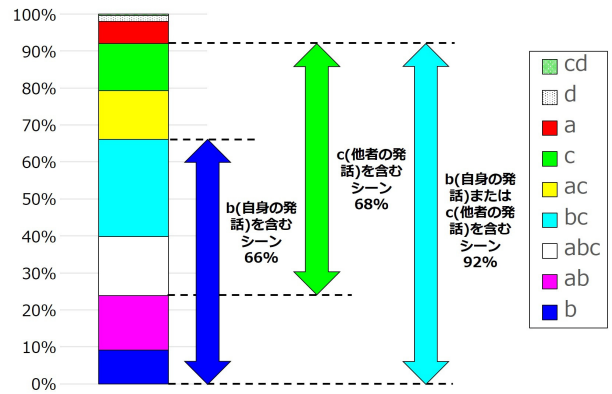 100%
90%
80%
70%
60%
50%
40%
30%
20%
10%
0%
b(自身の発
話)を含む
シーン
66%
c(他者の発
話)を含む
シーン
68%
b(自身の発
話)または
c(他者の発
話)を含む
シーン
92%
cd
d
a
c
ac
bc
abc
ab
b